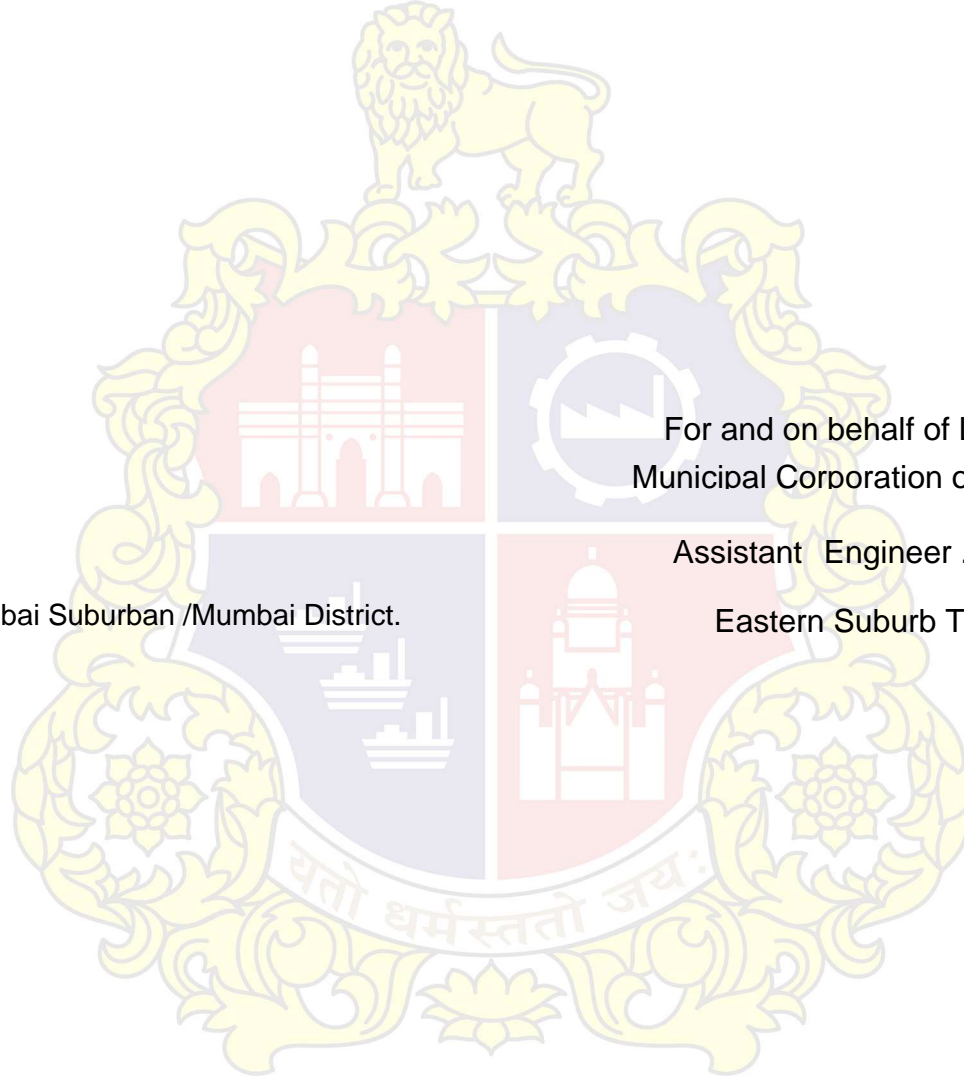 For and on behalf of
Municipal Corporation
Assistant Engineer
bai Suburban /Mumbai District.
Eastern Suburb
यतो धर्मस्ततो जय: